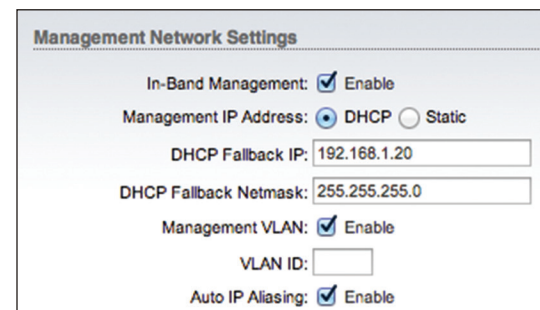 Management Network Settings
In-Band Management: Enable
Management IP Address: DHCP Static
DHCP Fallback IP: 192.168.1.20
DHCP Fallback Netmask: 255.255.255.0
Management VLAN: Enable
VLAN ID:
Auto IP Aliasing: Enable